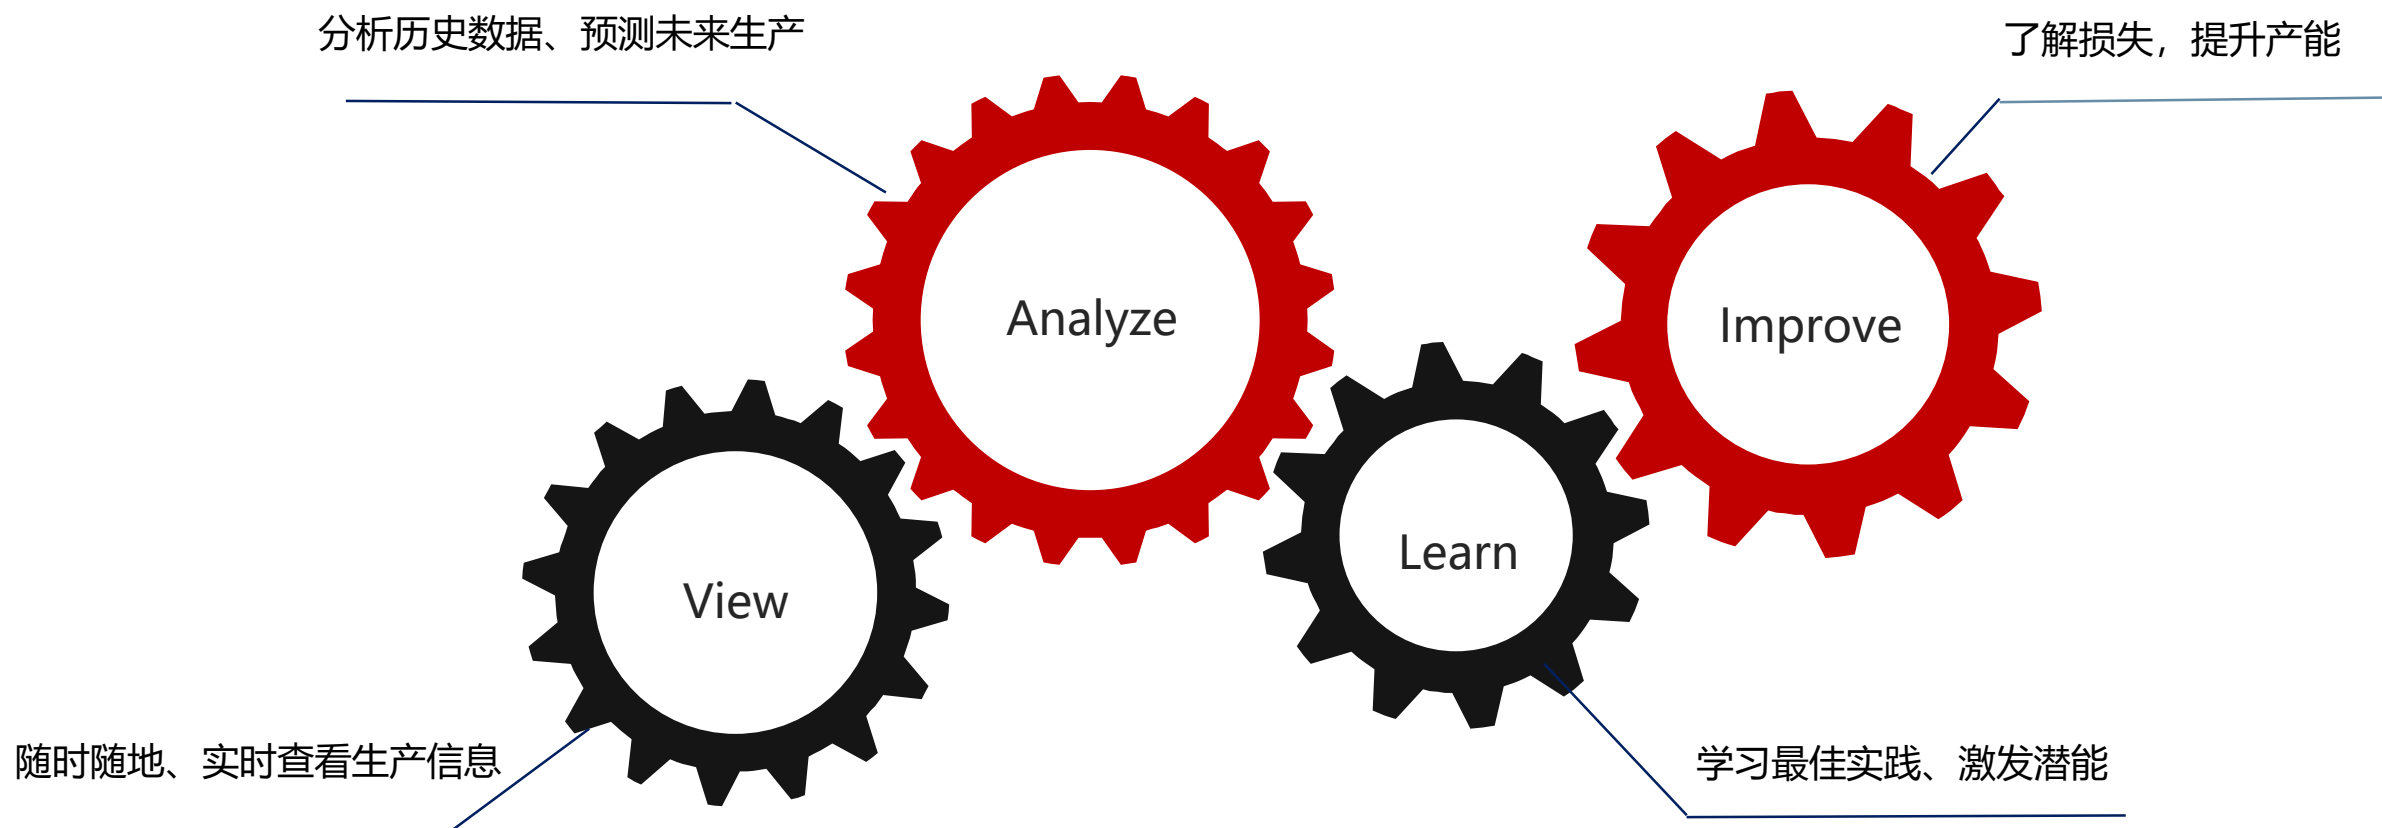 分析历史数据、预测未来生产
了解损失，提升产能
Analyze
Improve
Learn
View
随时随地、实时查看生产信息
学习最佳实践、激发潜能